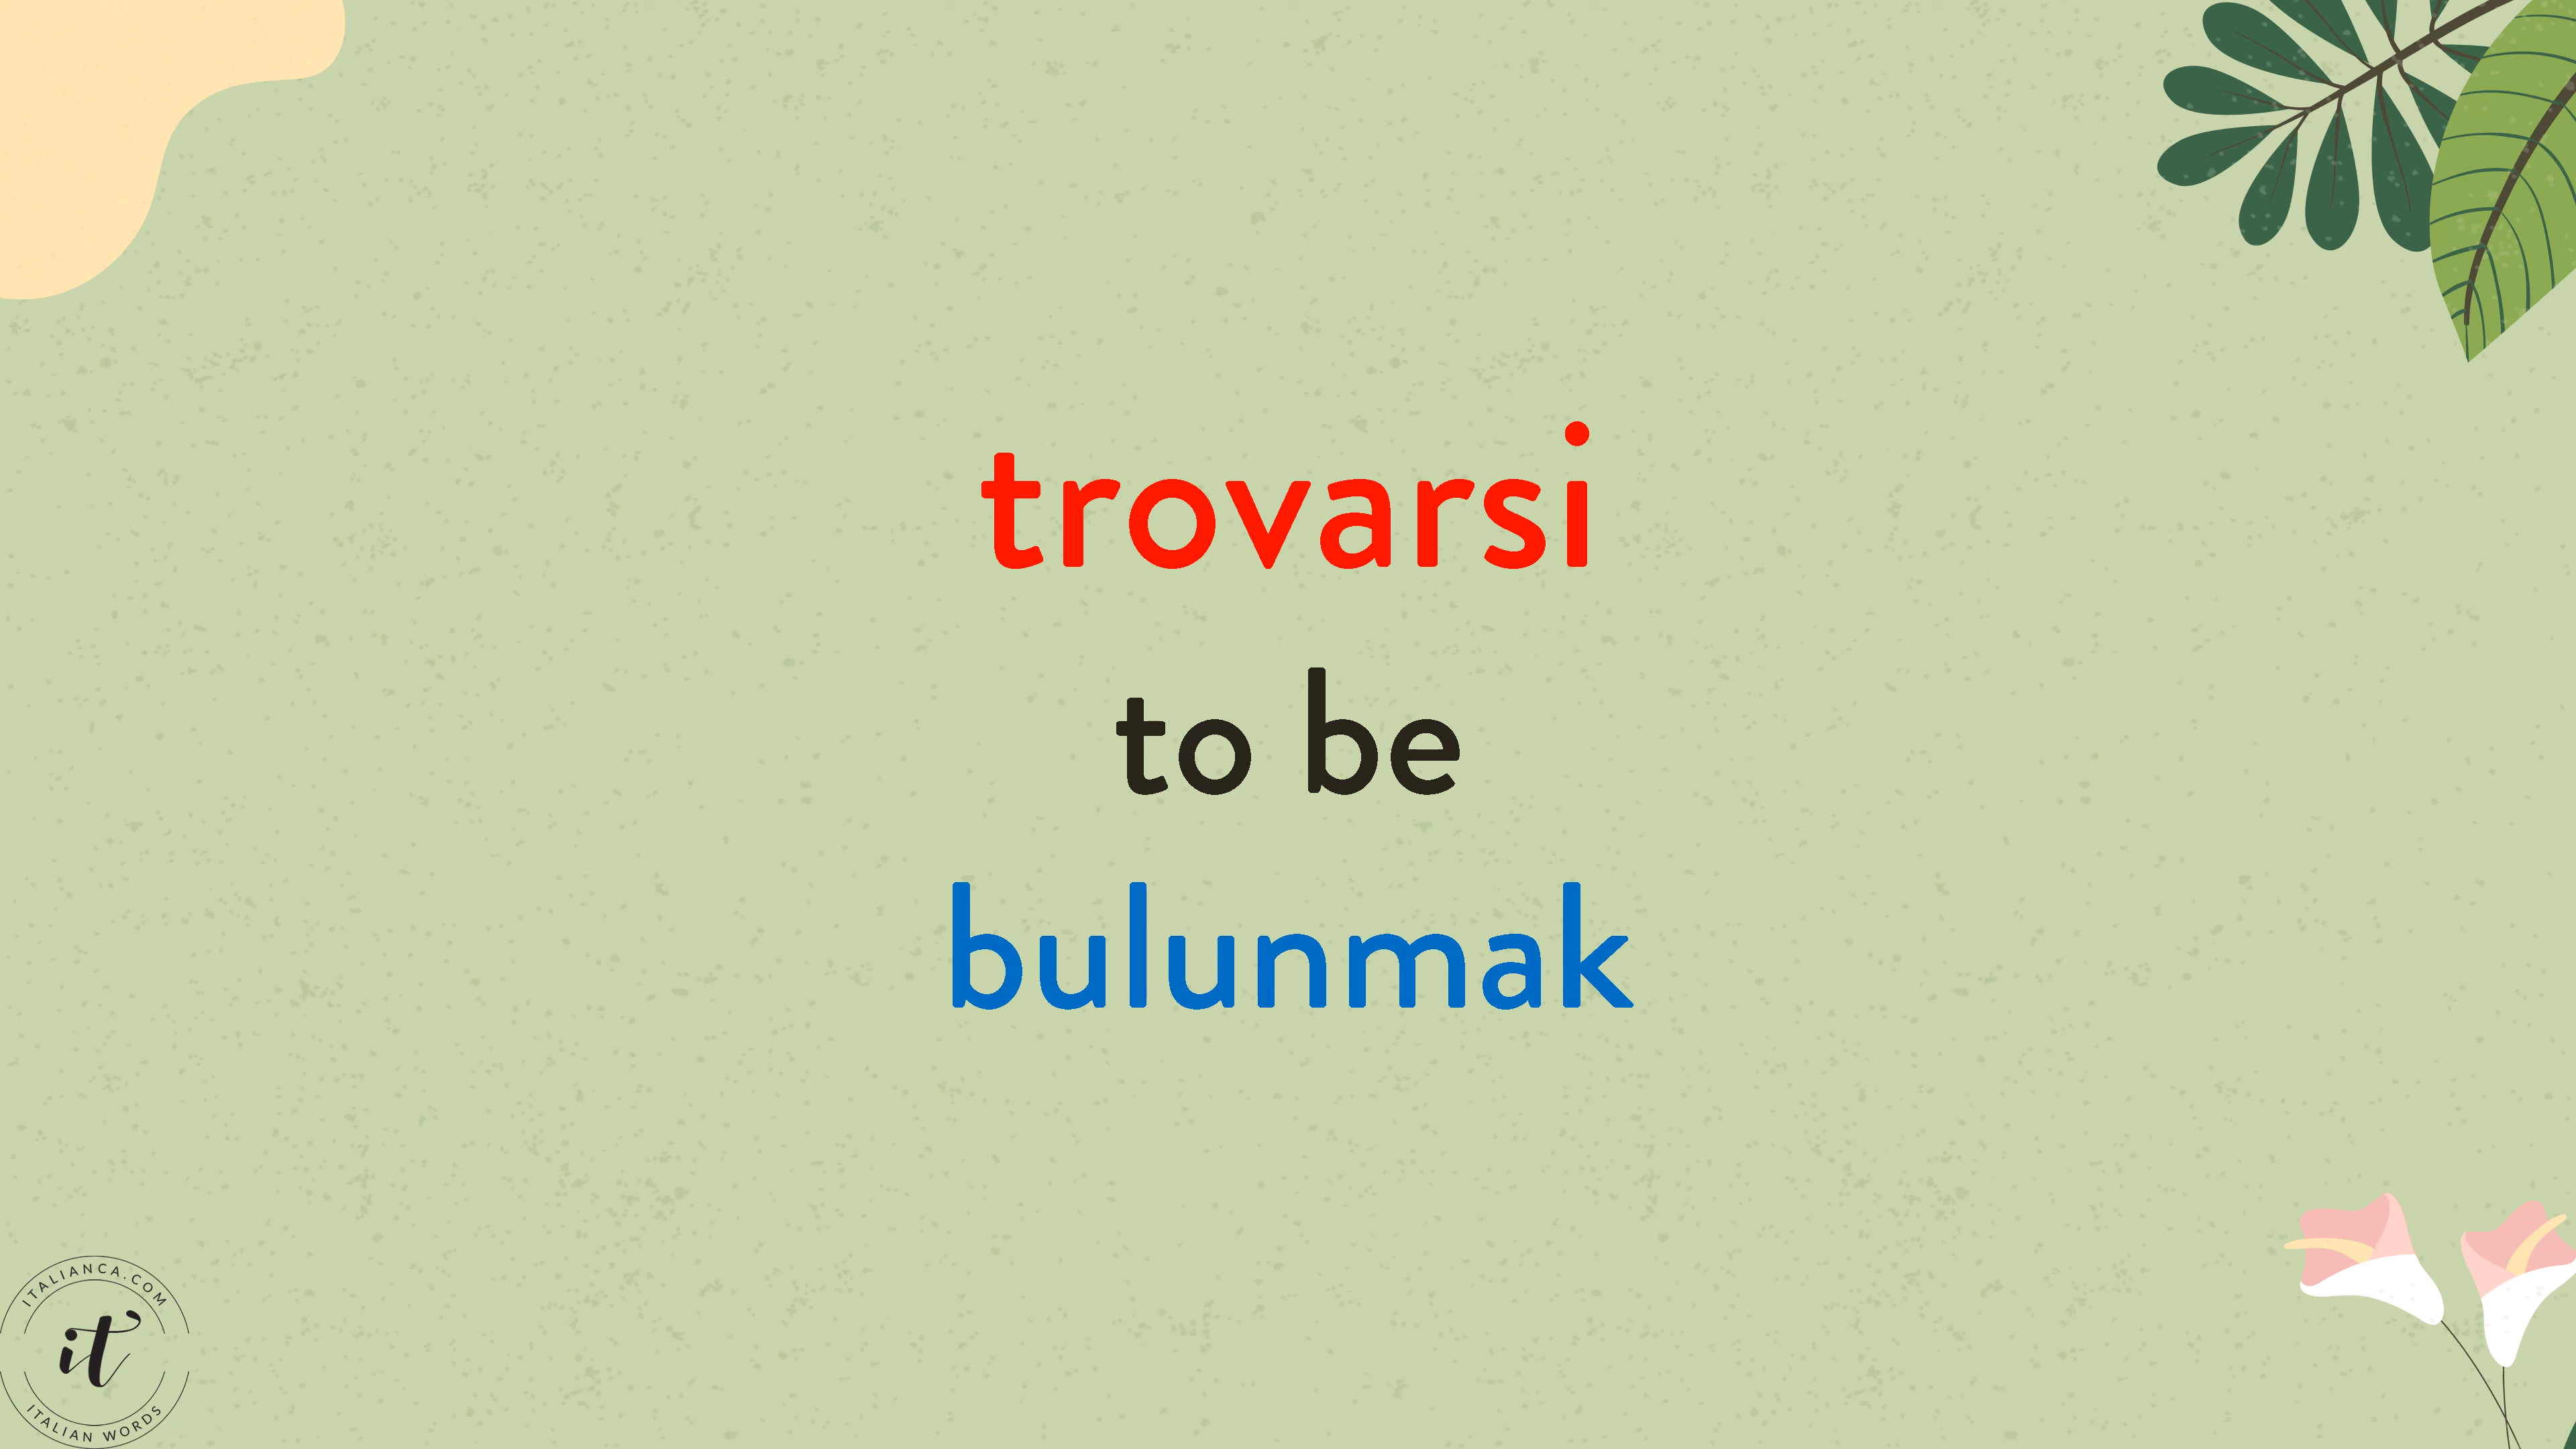 trovarsi
to be
bulunmak
ITALIANCA.COM
it
ITALIAN WORDS